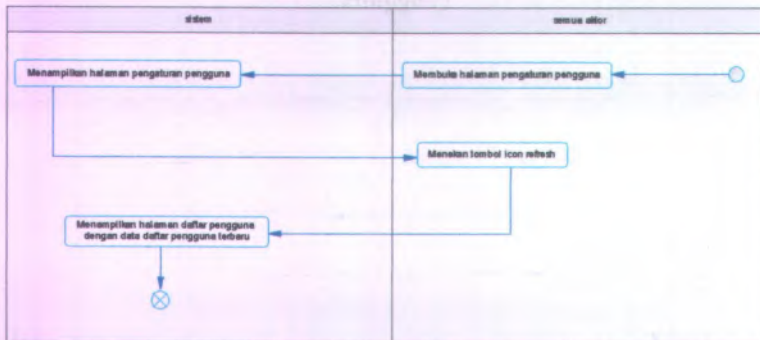 sistem
semua aktor
Menampilkan halaman pengaturan pengguna
Membuka halaman pengaturan pengguna
Menekan tombol icon refresh
Menampilkan halaman daftar pengguna
dengan data daftar pengguna terbaru